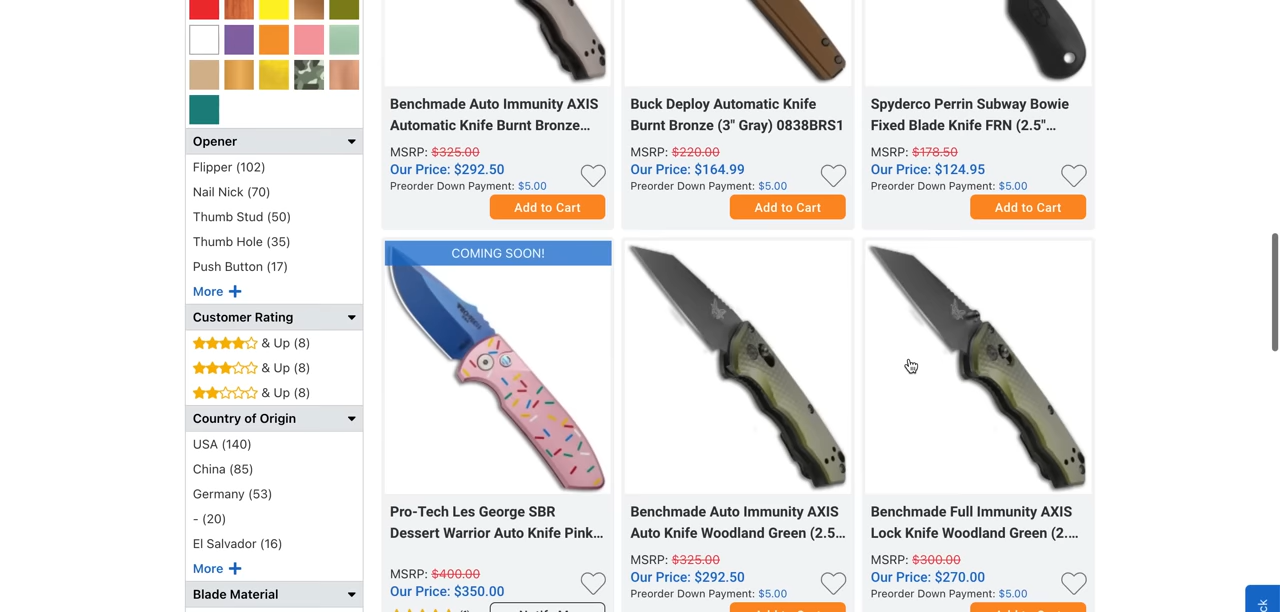 Opener
Flipper (102)
Nail Nick (70)
Thumb Stud (50)
Thumb Hole (35)
Push Button (17)
More +
Customer Rating
& Up (8)
& Up (8)
& Up (8)
Country of Origin
USA (140)
China (85)
Germany (53)
- (20)
El Salvador (16)
More +
Blade Material
Benchmade Auto Immunity AXIS
Automatic Knife Burnt Bronze...
MSRP: $325.00
Our Price: $292.50
Preorder Down Payment: $5.00
Add to Cart
Buck Deploy Automatic Knife
Burnt Bronze (3" Gray) 0838BRS1
MSRP: $220.00
Our Price: $164.99
Preorder Down Payment: $5.00
Add to Cart
Spyderco Perrin Subway Bowie
Fixed Blade Knife FRN (2.5"...
MSRP: $178.50
Our Price: $124.95
Preorder Down Payment: $5.00
Add to Cart
COMING SOON!
Pro-Tech Les George SBR
Dessert Warrior Auto Knife Pink...
MSRP: $400.00
Our Price: $350.00
Benchmade Auto Immunity AXIS
Auto Knife Woodland Green (2.5...
MSRP: $325.00
Our Price: $292.50
Preorder Down Payment: $5.00
Benchmade Full Immunity AXIS
Lock Knife Woodland Green (2....
MSRP: $300.00
Our Price: $270.00
Preorder Down Payment: $5.00